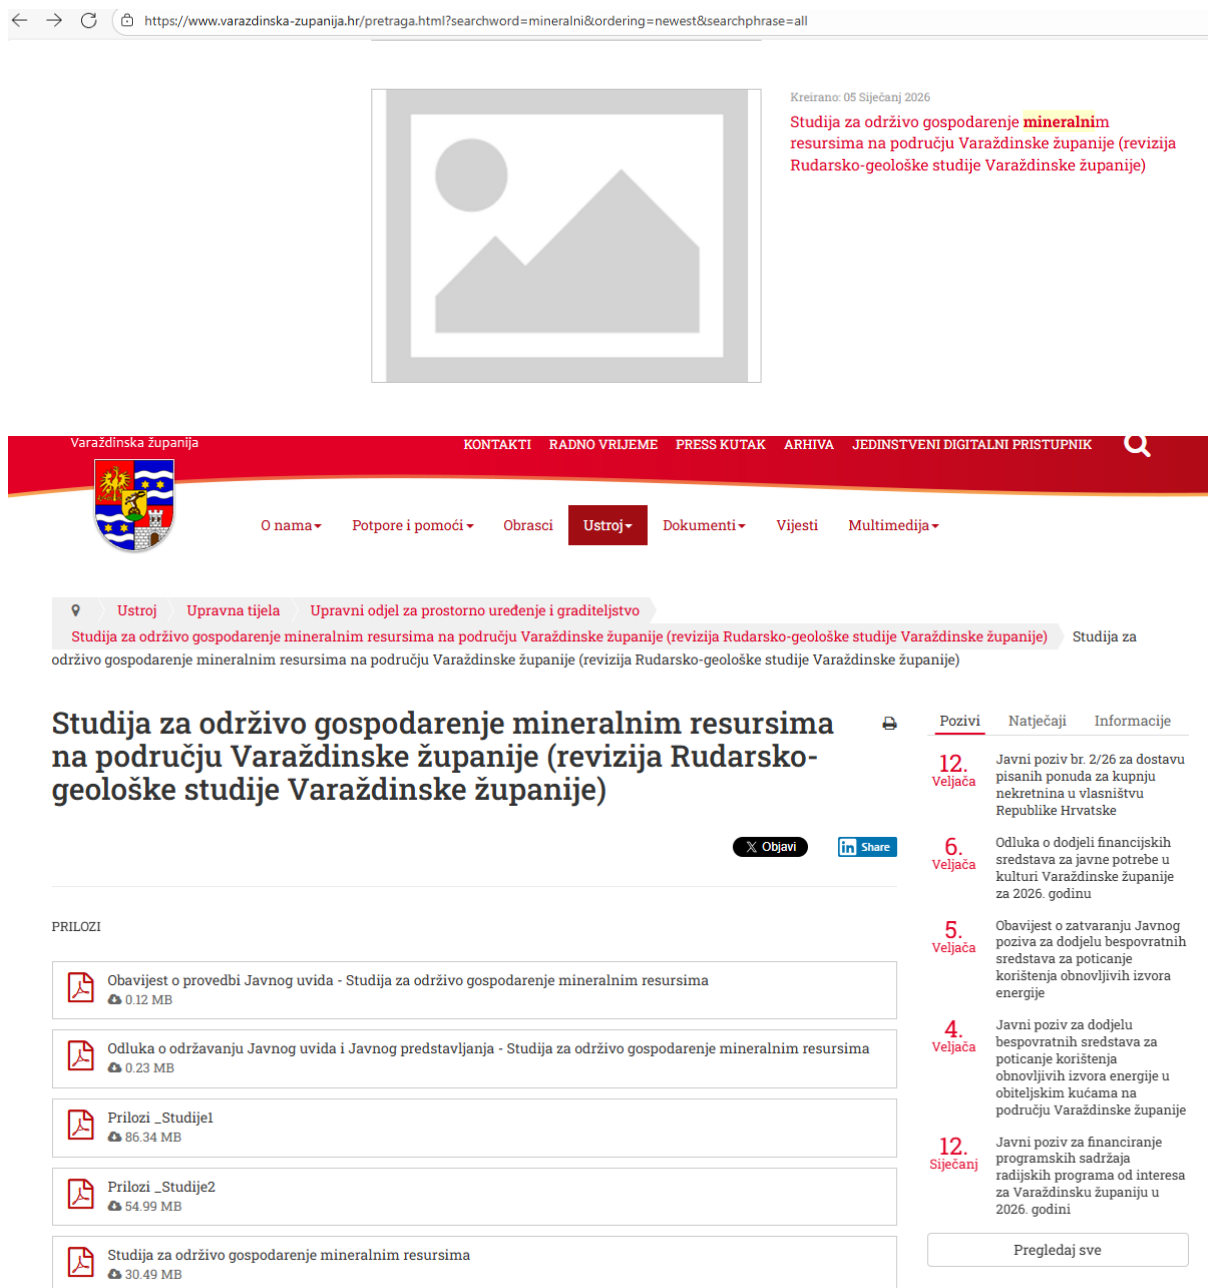 https://www.varazdinska-zupanija.hr/pretraga.html?searchword=mineralni&ordering=newest&searchphrase=all
Kreirano: 05 Siječanj 2026
Studija za održivo gospodarenje mineralnim
resursima na području Varaždinske županije (revizija
Rudarsko-geološke studije Varaždinske županije)
Varaždinska županija
KONTAKTI RADNO VRIJEME PRESS KUTAK ARHIVA JEDINSTVENI DIGITALNI PRISTUPNIK
O nama Potpore i pomoći Obrasci Ustroj Dokumenti Vijesti Multimedija
Ustroj Upravna tijela Upravni odjel za prostorno uređenje i graditeljstvo
Studija za održivo gospodarenje mineralnim resursima na području Varaždinske županije (revizija Rudarsko-geološke studije Varaždinske županije) Studija za
održivo gospodarenje mineralnim resursima na području Varaždinske županije (revizija Rudarsko-geološke studije Varaždinske županije)
Studija za održivo gospodarenje mineralnim resursima
na području Varaždinske županije (revizija Rudarsko-
geološke studije Varaždinske županije)
X Objavi
in Share
PRILOZI
Obavijest o provedbi Javnog uvida - Studija za održivo gospodarenje mineralnim resursima
0.12 MB
Odluka o održavanju Javnog uvida i Javnog predstavljanja - Studija za održivo gospodarenje mineralnim resursima
0.23 MB
Prilozi _Studije1
86.34 MB
Prilozi _Studije2
54.99 MB
Studija za održivo gospodarenje mineralnim resursima
30.49 MB
Pozivi Natječaji Informacije
12.
Veljača
Javni poziv br. 2/26 za dostavu
pisanih ponuda za kupnju
nekretnina u vlasništvu
Republike Hrvatske
6.
Veljača
Odluka o dodjeli financijskih
sredstava za javne potrebe u
kulturi Varaždinske županije
za 2026. godinu
5.
Veljača
Obavijest o zatvaranju Javnog
poziva za dodjelu bespovratnih
sredstava za poticanje
korištenja obnovljivih izvora
energije
4.
Veljača
Javni poziv za dodjelu
bespovratnih sredstava za
poticanje korištenja
obnovljivih izvora energije u
obiteljskim kućama na
području Varaždinske županije
12.
Siječanj
Javni poziv za financiranje
programskih sadržaja
radijskih programa od interesa
za Varaždinsku županiju u
2026. godini
Pregledaj sve